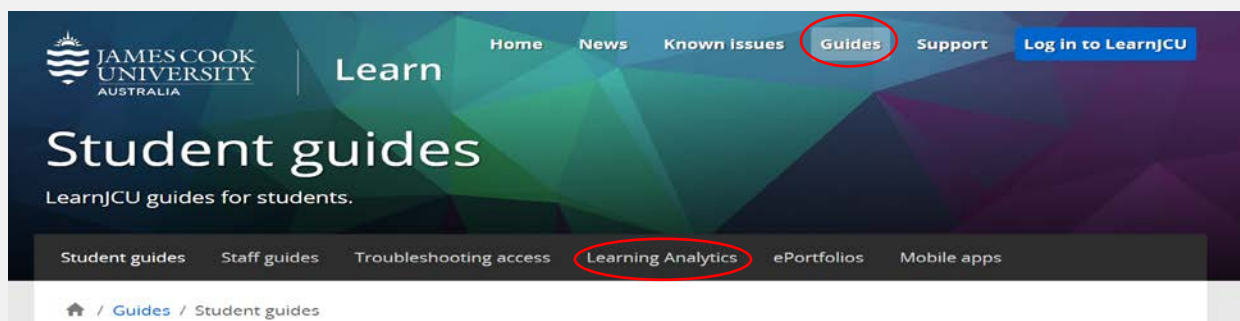 JAMES COOK
UNIVERSITY
AUSTRALIA
Learn
Home News Known issues Guides Support Log in to LearnJCU
Student guides
LearnJCU guides for students.
Student guides Staff guides Troubleshooting access Learning Analytics ePortfolios Mobile apps
/ Guides / Student guides